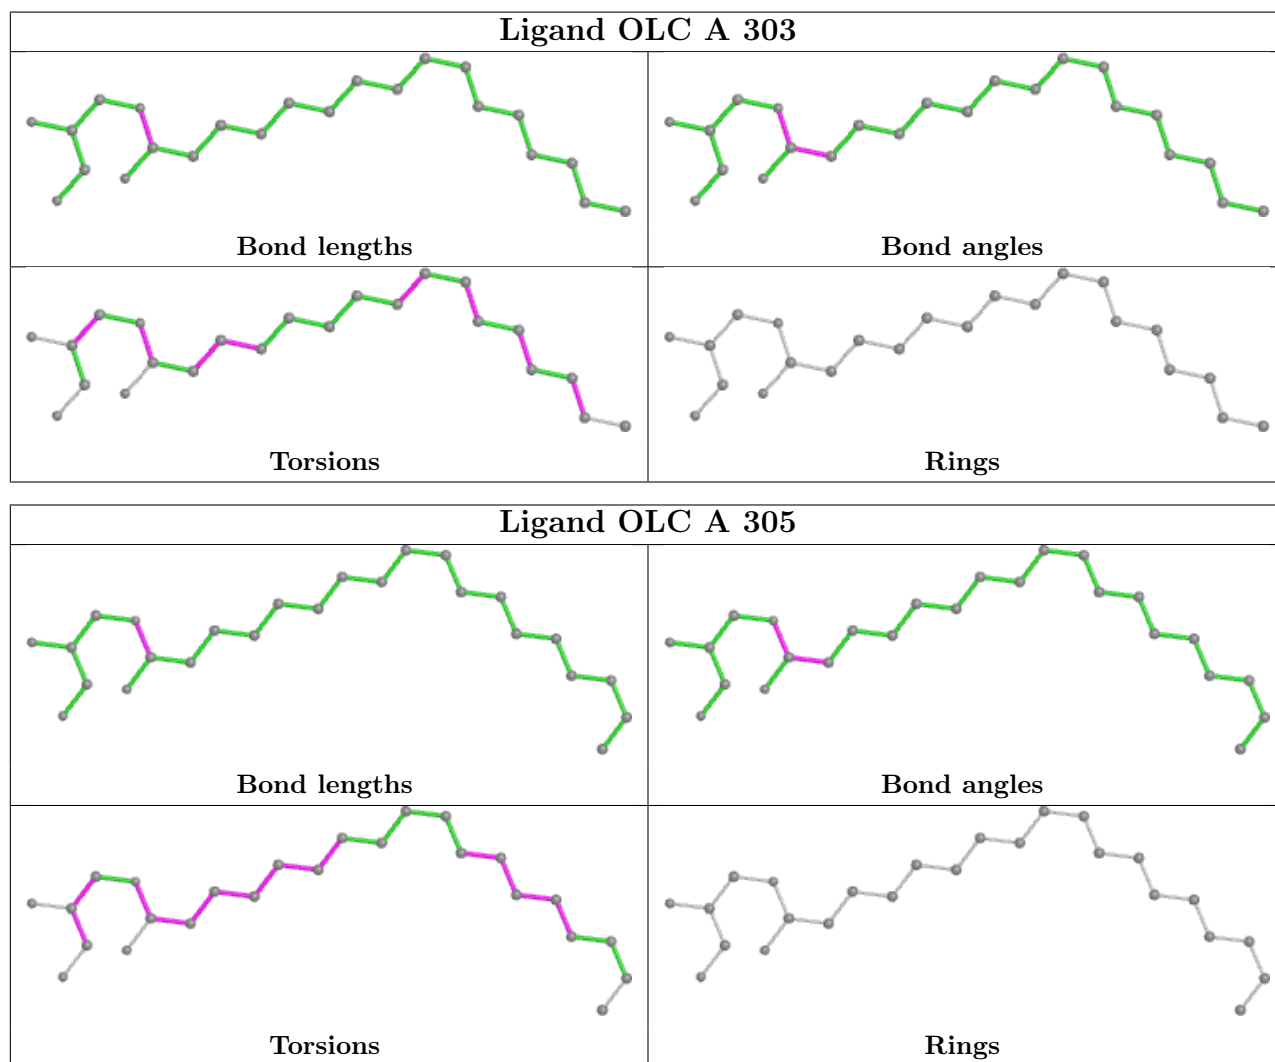 Ligand OLC A 303
Bond lengths
Bond angles
Torsions
Rings
Ligand OLC A 305
Bond lengths
Bond angles
Torsions
Rings